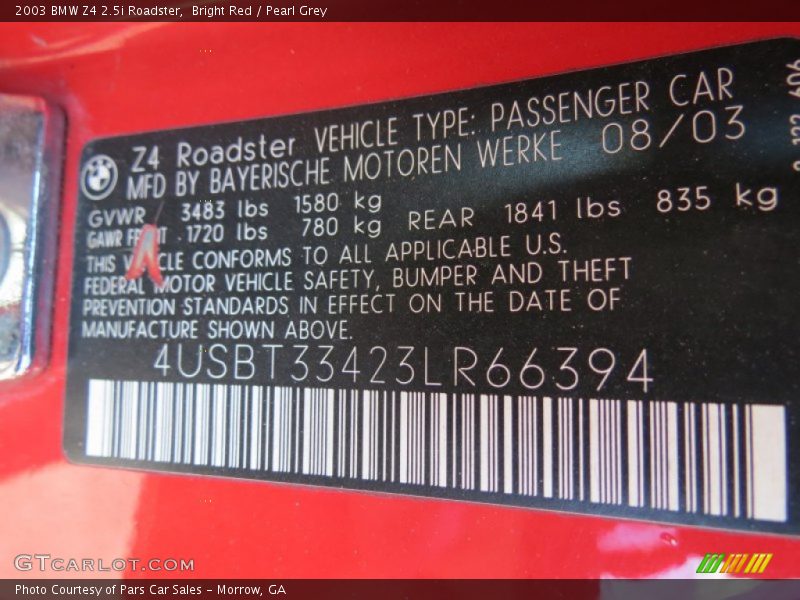 2003 BMW Z4 2.5i Roadster,  Bright Red / Pearl Grey
Z4 Roadster VEHICLE TYPE: PASSENGER CAR
MFD BY BAYERISCHE MOTOREN WERKE 08/03
GVWR 3483 lbs 1580 kg
GAWR FRONT 1720 lbs 780 kg REAR 1841 lbs 835 kg
THIS VEHICLE CONFORMS TO ALL APPLICABLE U.S.
FEDERAL MOTOR VEHICLE SAFETY, BUMPER AND THEFT
PREVENTION STANDARDS IN EFFECT ON THE DATE OF
MANUFACTURE SHOWN ABOVE.
4USBT33423LR66394
GTCARLOT.COM
Photo Courtesy of Pars Car Sales - Morrow, GA